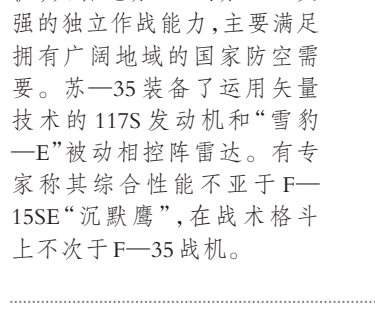 强的独立作战能力,主要满足
拥有广阔地域的国家防空需
要。苏—35装备了运用矢量
技术的117S发动机和“雪豹
—E”被动相控阵雷达。有专
家称其综合性能不亚于F—
15SE“沉默鹰”,在战术格斗
上不次于F—35战机。